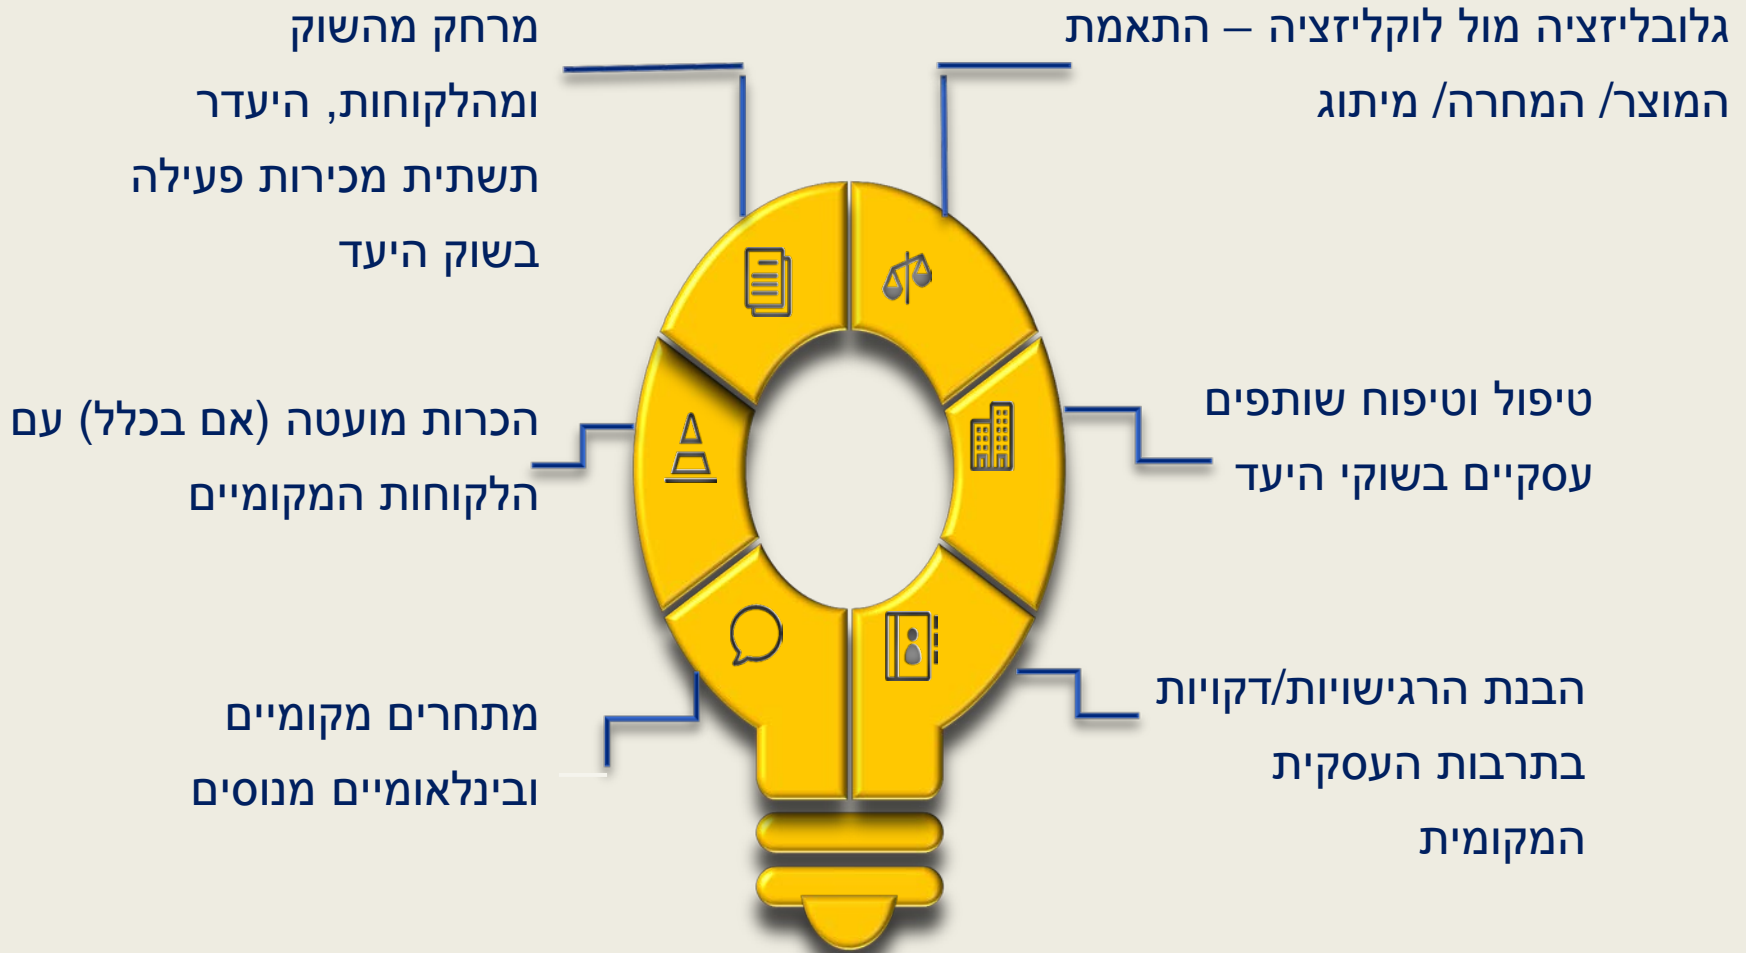 גלובליזציה מול לוקליזציה – התאמת
המוצר/ המחרה/ מיתוג
טיפול וטיפוח שותפים
עסקיים בשוקי היעד
הבנת הרגישויות/דקויות
בתרבות העסקית
המקומית
מרחק מהשוק
ומהלקוחות, היעדר
תשתית מכירות פעילה
בשוק היעד
הכרות מועטה (אם בכלל) עם
הלקוחות המקומיים
מתחרים מקומיים
ובינלאומיים מנוסים